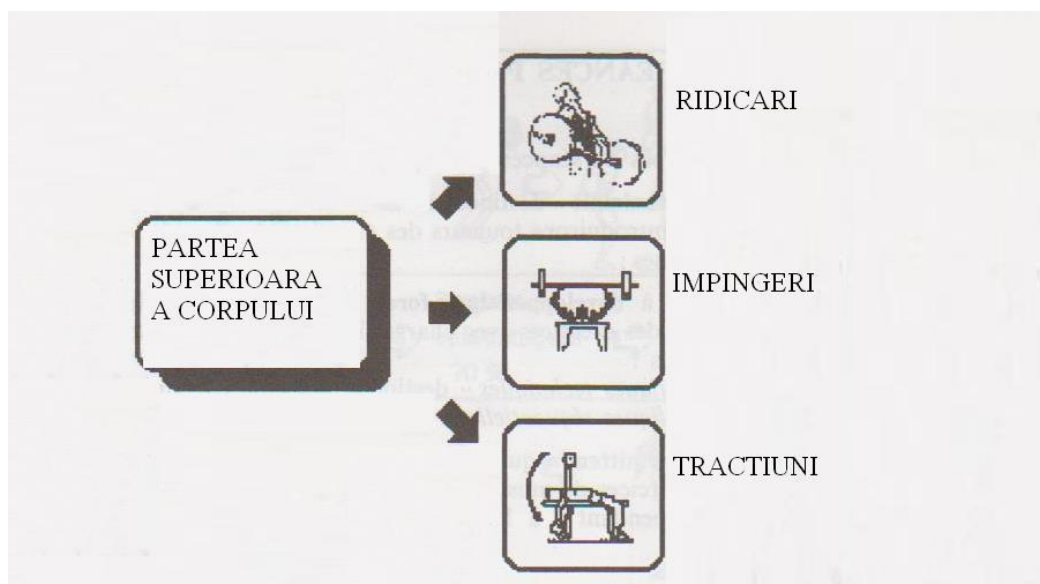 RIDICARI
PARTEA
SUPERIOARA
A CORPULUI
IMPINGERI
TRACTIUNI